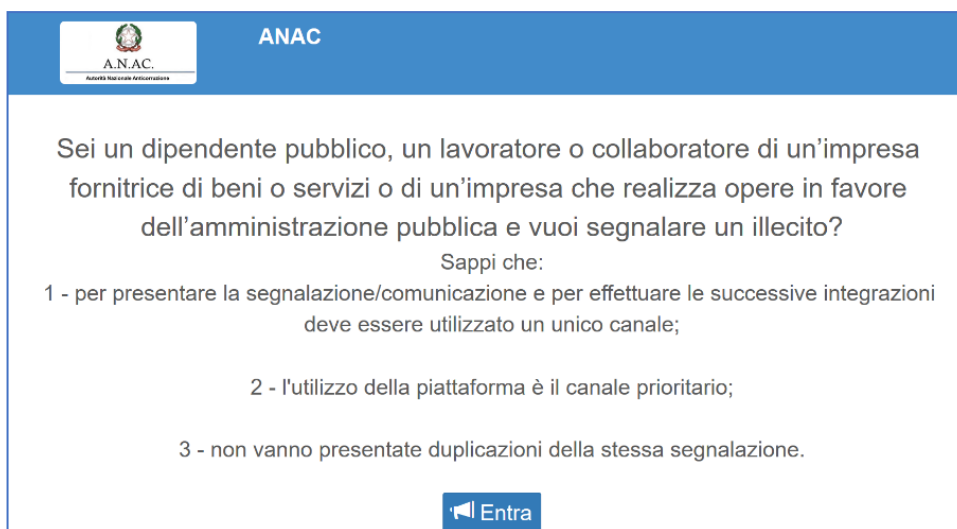 A.N.AC.
Autorità Nazionale Anticorruzione
ANAC
Sei un dipendente pubblico, un lavoratore o collaboratore di un'impresa
fornitrice di beni o servizi o di un'impresa che realizza opere in favore
dell'amministrazione pubblica e vuoi segnalare un illecito?
Sappi che:
1 - per presentare la segnalazione/comunicazione e per effettuare le successive integrazioni
deve essere utilizzato un unico canale;
2 - l'utilizzo della piattaforma è il canale prioritario;
3 - non vanno presentate duplicazioni della stessa segnalazione.
Entra